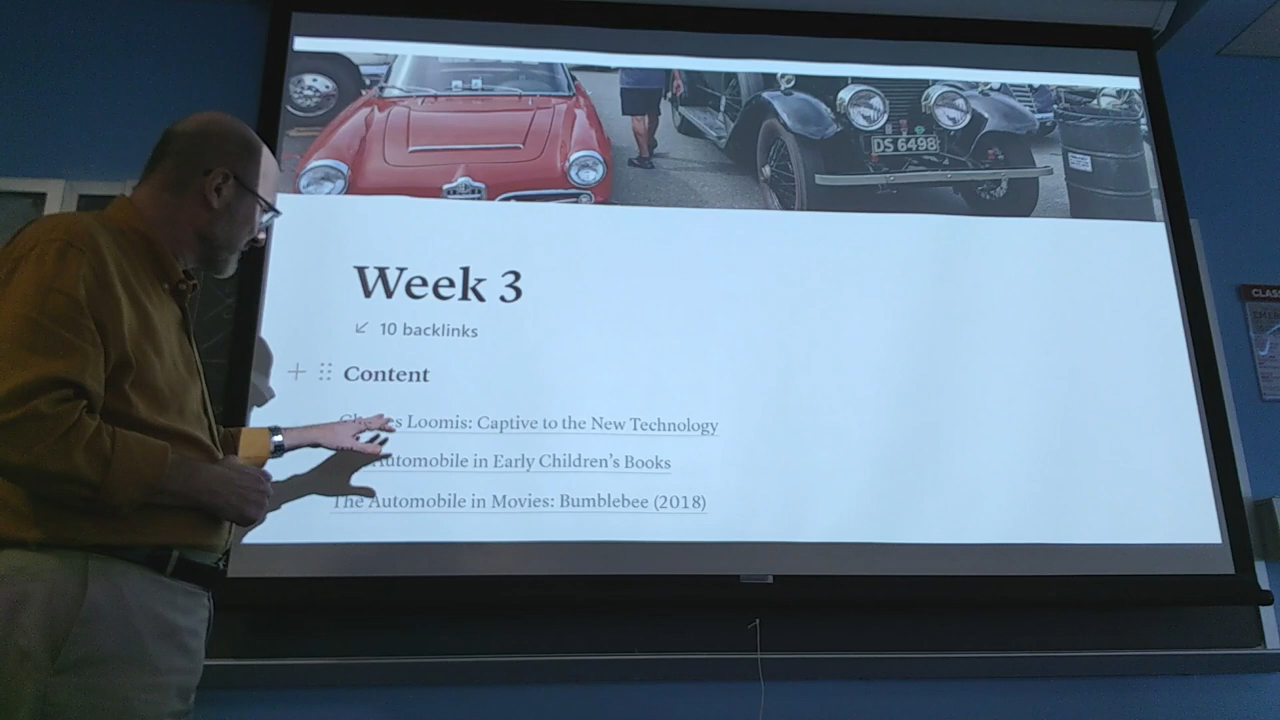 DS 6498
Week 3
10 backlinks
Content
Loomis: Captive to the New Technology
Automobile in Early Children's Books
The Automobile in Movies: Bumblebee (2018)